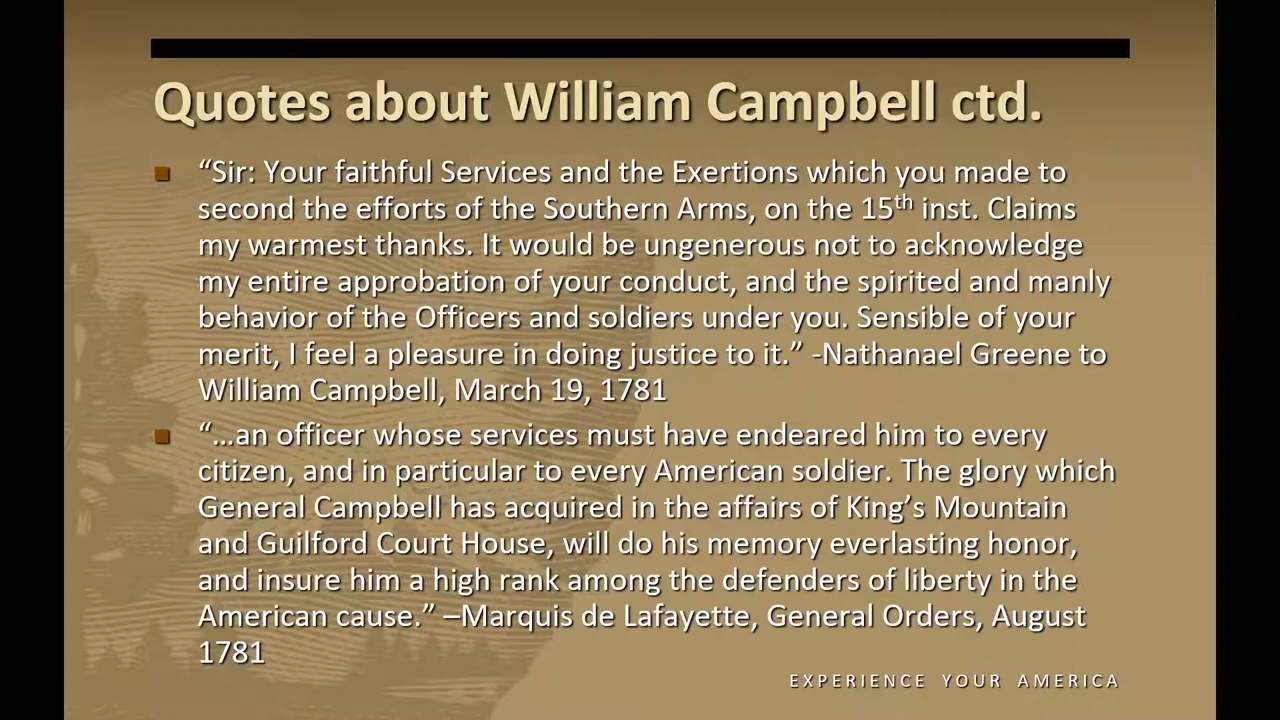 Quotes about William Campbell ctd.
“Sir: Your faithful Services and the Exertions which you made to
second the efforts of the Southern Arms, on the 15th inst. Claims
my warmest thanks. It would be ungenerous not to acknowledge
my entire approbation of your conduct, and the spirited and manly
behavior of the Officers and soldiers under you. Sensible of your
merit, I feel a pleasure in doing justice to it.” -Nathanael Greene to
William Campbell, March 19, 1781
“…an officer whose services must have endeared him to every
citizen, and in particular to every American soldier. The glory which
General Campbell has acquired in the affairs of King’s Mountain
and Guilford Court House, will do his memory everlasting honor,
and insure him a high rank among the defenders of liberty in the
American cause.” –Marquis de Lafayette, General Orders, August
1781
EXPERIENCE YOUR AMERICA